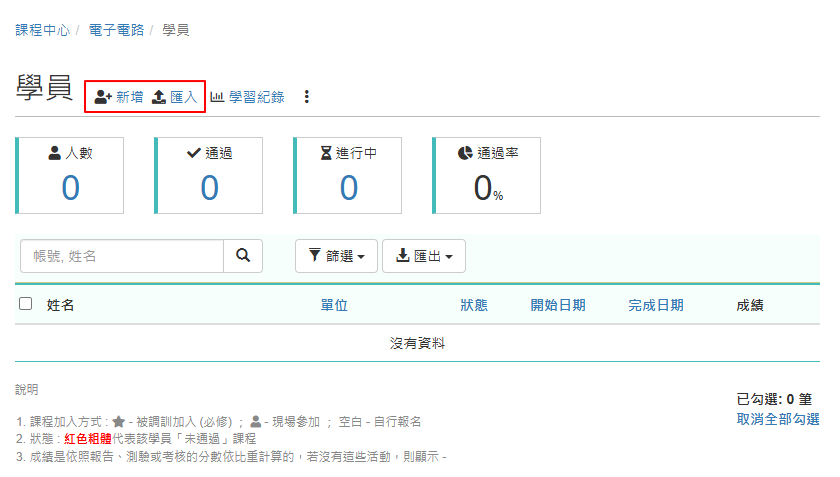 課程中心 / 電子電路 / 學員
學員 新增 匯入 學習紀錄
人數 通過 進行中 通過率
0 0 0 0%
帳號, 姓名 篩選 匯出
姓名 單位 狀態 開始日期 完成日期 成績
沒有資料
說明
已勾選: 0 筆
取消全部勾選
1. 課程加入方式 : - 被調訓加入 (必修) ; - 現場參加 ; 空白 - 自行報名
2. 狀態 : 紅色粗體代表該學員「未通過」課程
3. 成績是依照報告、測驗或考核的分數依比重計算的，若沒有這些活動，則顯示 -